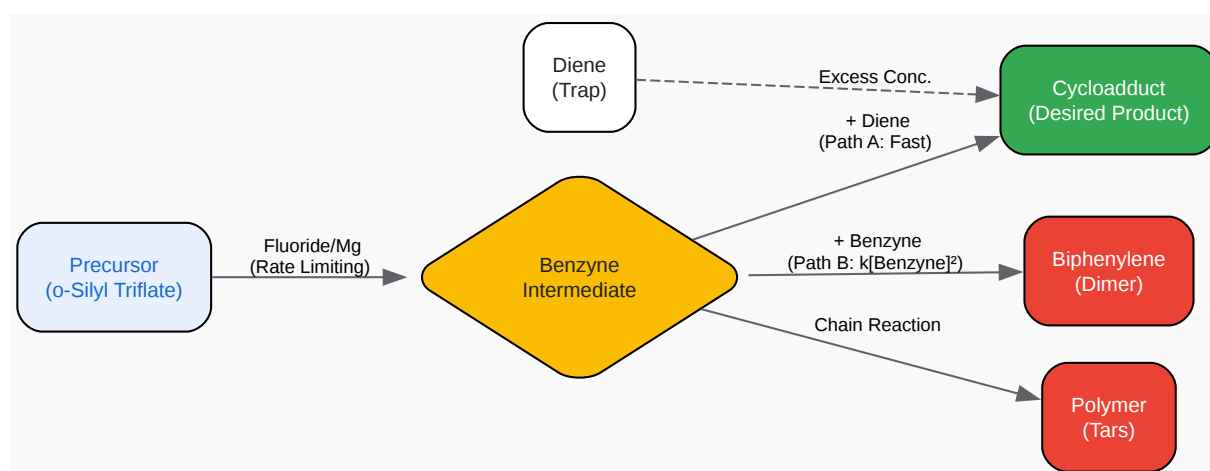 Diene
(Trap)
Excess Conc.
Cycloadduct
(Desired Product)
+ Diene
(Path A: Fast)
Precursor
(o-Silyl Triflate)
Fluoride/Mg
(Rate Limiting)
Benzyne
Intermediate
+ Benzyne
(Path B: k[Benzyne]²)
Biphenylene
(Dimer)
Chain Reaction
Polymer
(Tars)